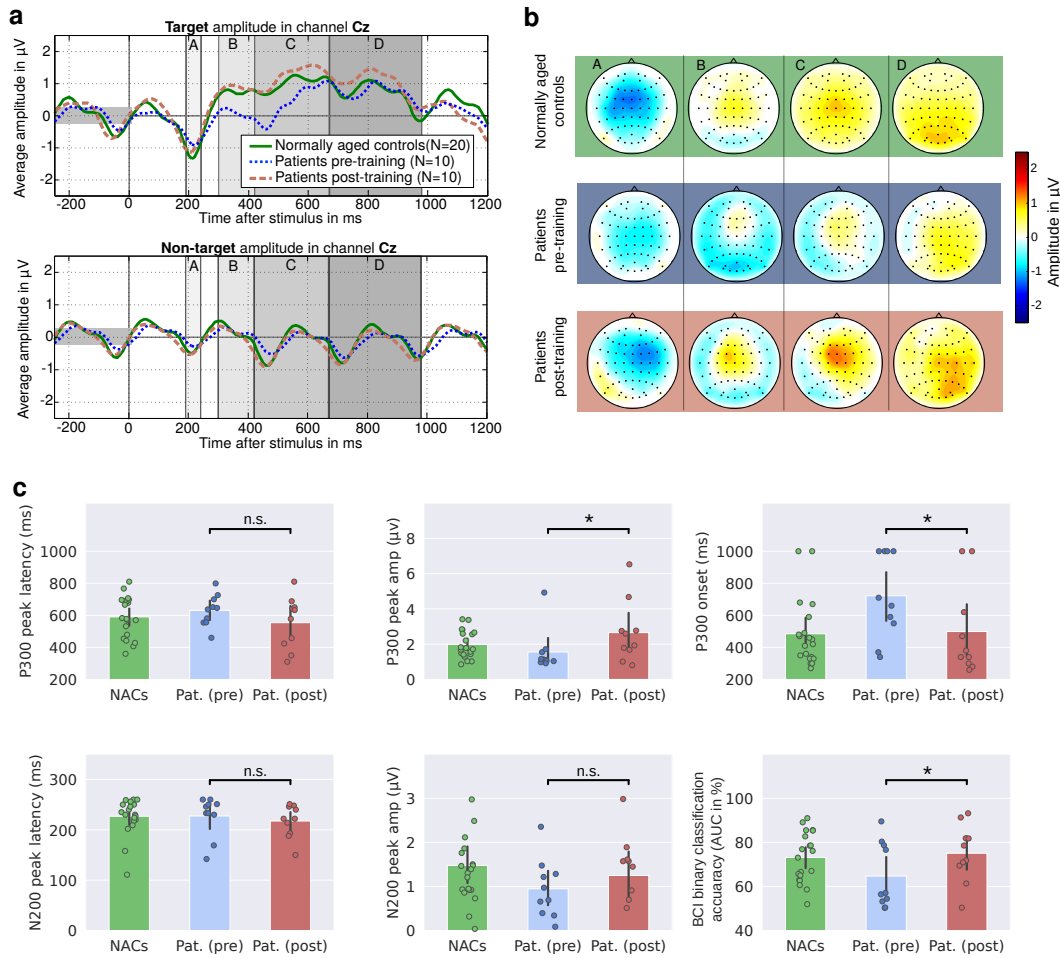 a
Target amplitude in channel Cz
A B C D
Average amplitude in µV
2
1
0
1
2
Normally aged controls(N=20)
Patients pre-training (N=10)
Patients post-training (N=10)
-200 0 200 400 600 800 1000 1200
Time after stimulus in ms
Non-target amplitude in channel Cz
A B C D
Average amplitude in µV
2
1
0
-1
-2
-200 0 200 400 600 800 1000 1200
Time after stimulus in ms
b
Normally aged
controls
A B C D
Patients
pre-training
Patients
post-training
2
1
0
-1
-2
Amplitude in µV
c
P300 peak latency (ms)
1000
800
600
400
200
n.s.
NACs Pat. (pre) Pat. (post)
P300 peak amp (µv)
8
6
4
2
0
*
NACs Pat. (pre) Pat. (post)
P300 onset (ms)
1000
800
600
400
200
*
NACs Pat. (pre) Pat. (post)
N200 peak latency (ms)
300
200
100
0
n.s.
NACs Pat. (pre) Pat. (post)
N200 peak amp (µV)
3
2
1
0
n.s.
NACs Pat. (pre) Pat. (post)
BCI binary classification
accuaracy (AUC in %)
100
80
60
40
*
NACs Pat. (pre) Pat. (post)